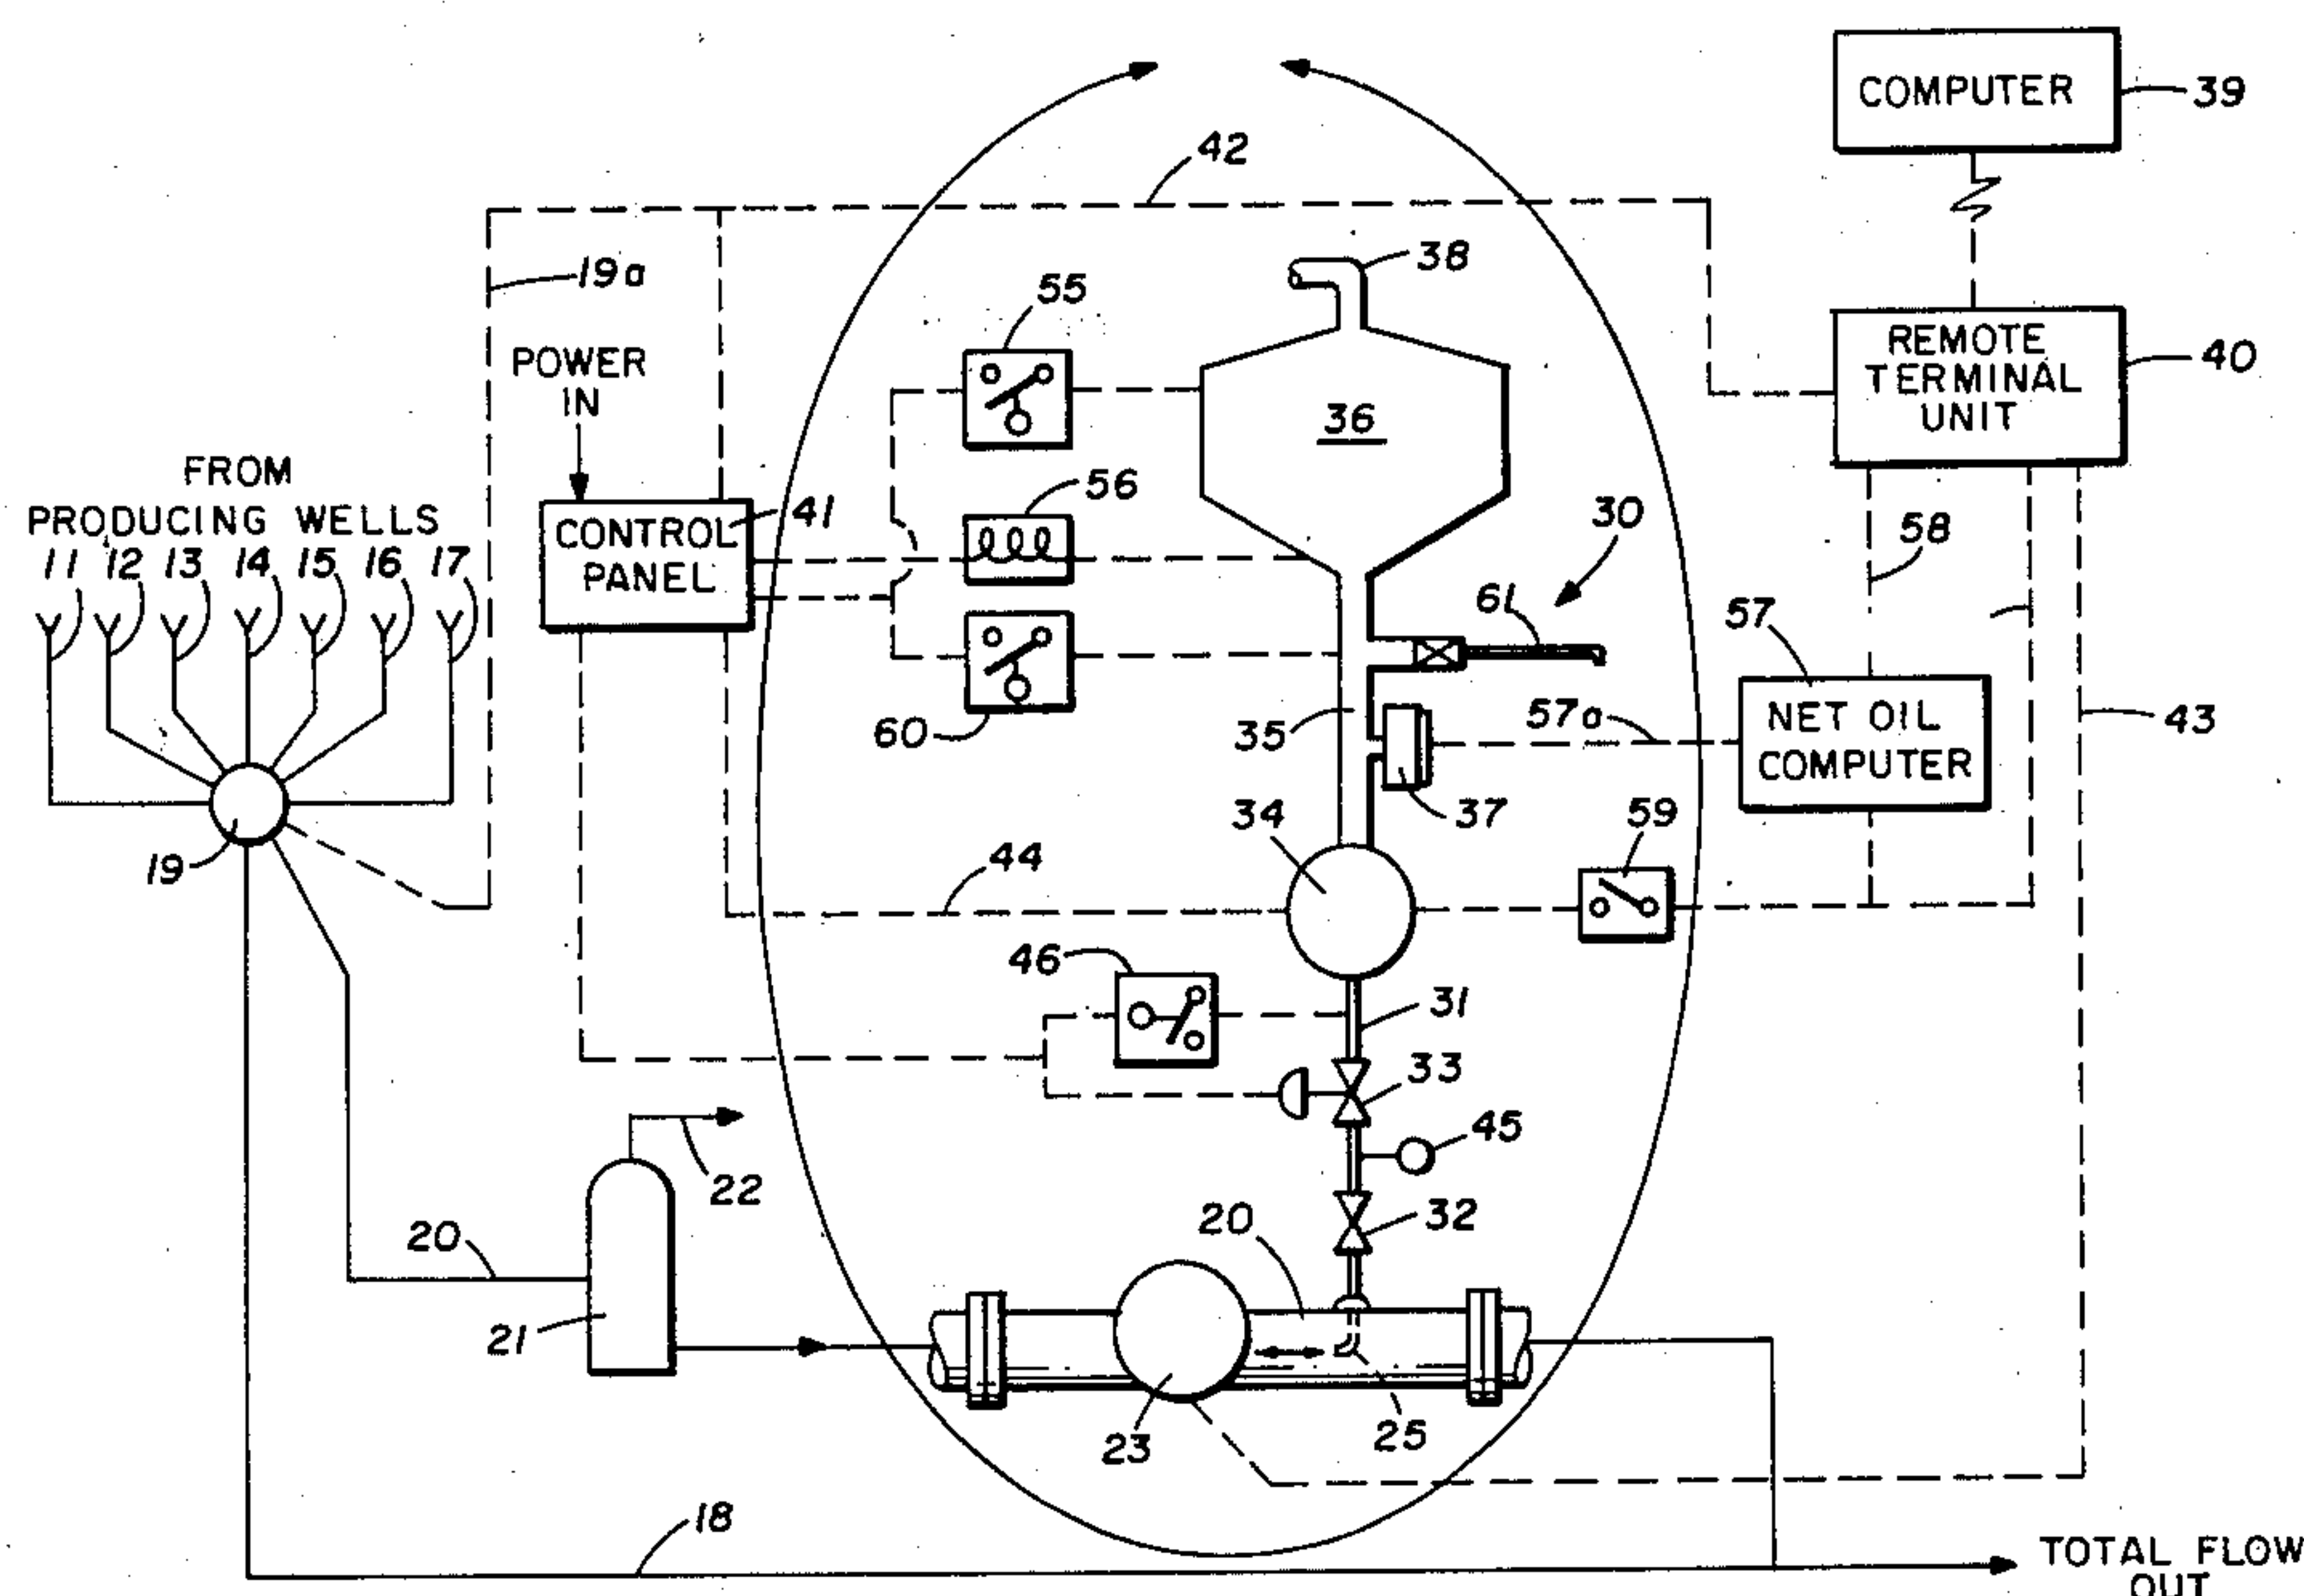 COMPUTER
39
42
38
19a
55
REMOTE
TERMINAL
UNIT
40
POWER
IN
36
FROM
PRODUCING WELLS
56
30
CONTROL
PANEL
41
58
11 12 13 14 15 16 17
61
57
60
35
57a
NET OIL
COMPUTER
43
34
37
59
19
44
46
31
33
45
22
20
32
20
21
23
25
18
TOTAL FLOW
OUT